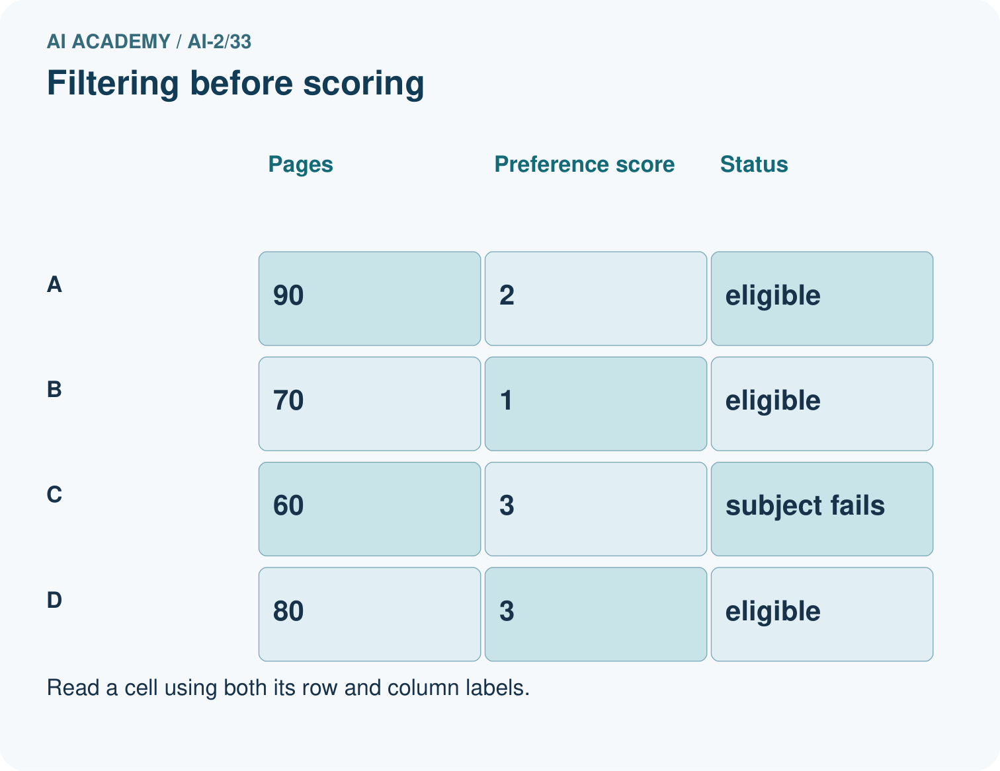 AI ACADEMY / AI-2/33
Filtering before scoring
Pages Preference score Status
A 90 2 eligible
B 70 1 eligible
C 60 3 subject fails
D 80 3 eligible
Read a cell using both its row and column labels.